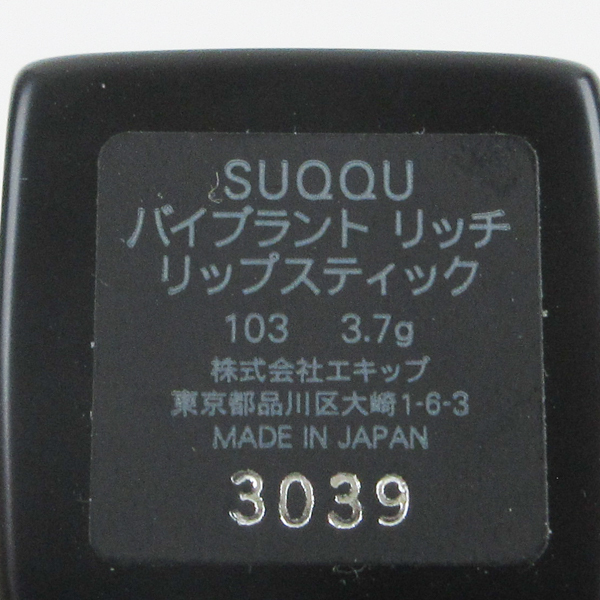 SUQQU
バイブラント リッチ
リップスティック
103 3.7g
株式会社エキップ
東京都品川区大崎1-6-3
MADE IN JAPAN
3039